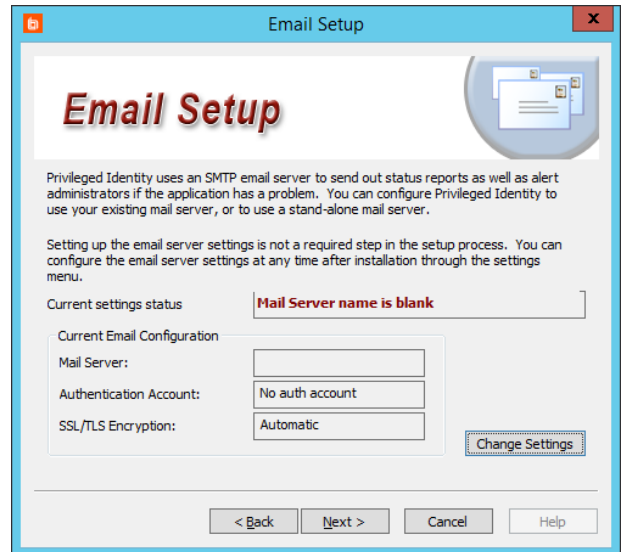 Email Setup
x
Email Setup
Privileged Identity uses an SMTP email server to send out status reports as well as alert
administrators if the application has a problem.  You can configure Privileged Identity to
use your existing mail server, or to use a stand-alone mail server.
Setting up the email server settings is not a required step in the setup process.  You can
configure the email server settings at any time after installation through the settings
menu.
Current settings status
Mail Server name is blank
Current Email Configuration
Mail Server:
Authentication Account:
No auth account
SSL/TLS Encryption:
Automatic
Change Settings
< Back
Next >
Cancel
Help